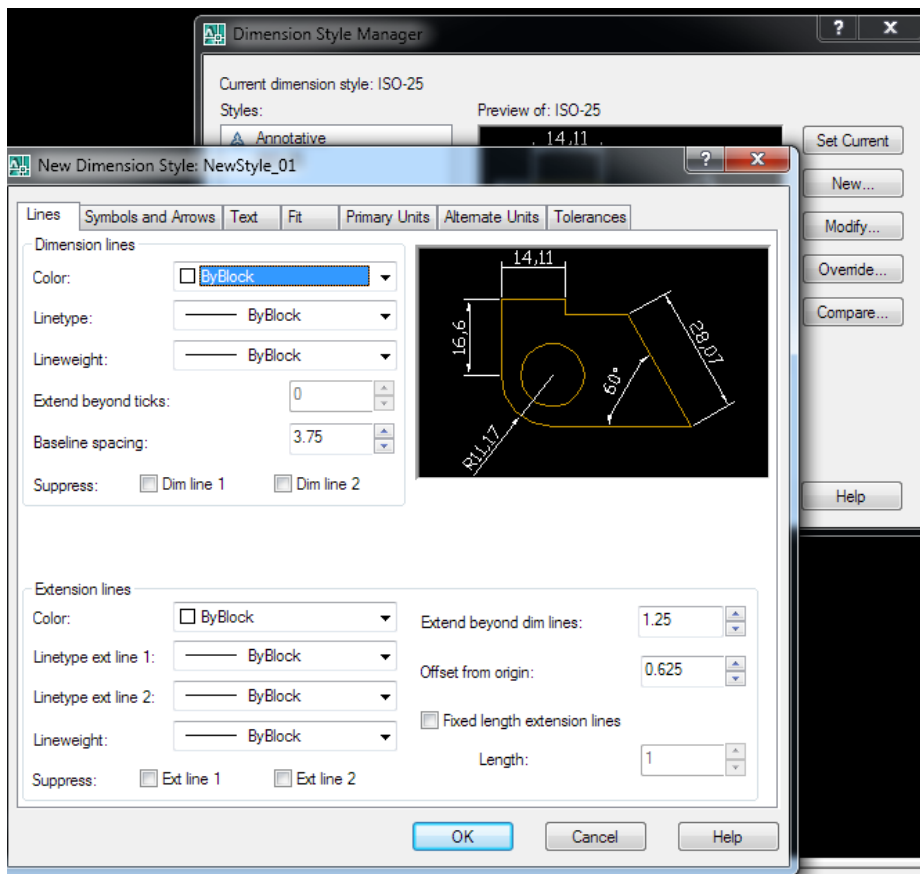 Dimension Style Manager
?
X
Current dimension style: ISO-25
Styles:
Preview of: ISO-25
Annotative
14,11
Set Current
New...
Modify...
Override...
Compare...
Help
New Dimension Style: NewStyle_01
?
X
Lines
Symbols and Arrows
Text
Fit
Primary Units
Alternate Units
Tolerances
Dimension lines
Color: ByBlock
Linetype: ByBlock
Lineweight: ByBlock
Extend beyond ticks: 0
Baseline spacing: 3.75
Suppress: Dim line 1 Dim line 2
14,11
16,6
28,07
60°
R11,17
Extension lines
Color: ByBlock
Linetype ext line 1: ByBlock
Linetype ext line 2: ByBlock
Lineweight: ByBlock
Suppress: Ext line 1 Ext line 2
Extend beyond dim lines: 1.25
Offset from origin: 0.625
Fixed length extension lines
Length: 1
OK
Cancel
Help